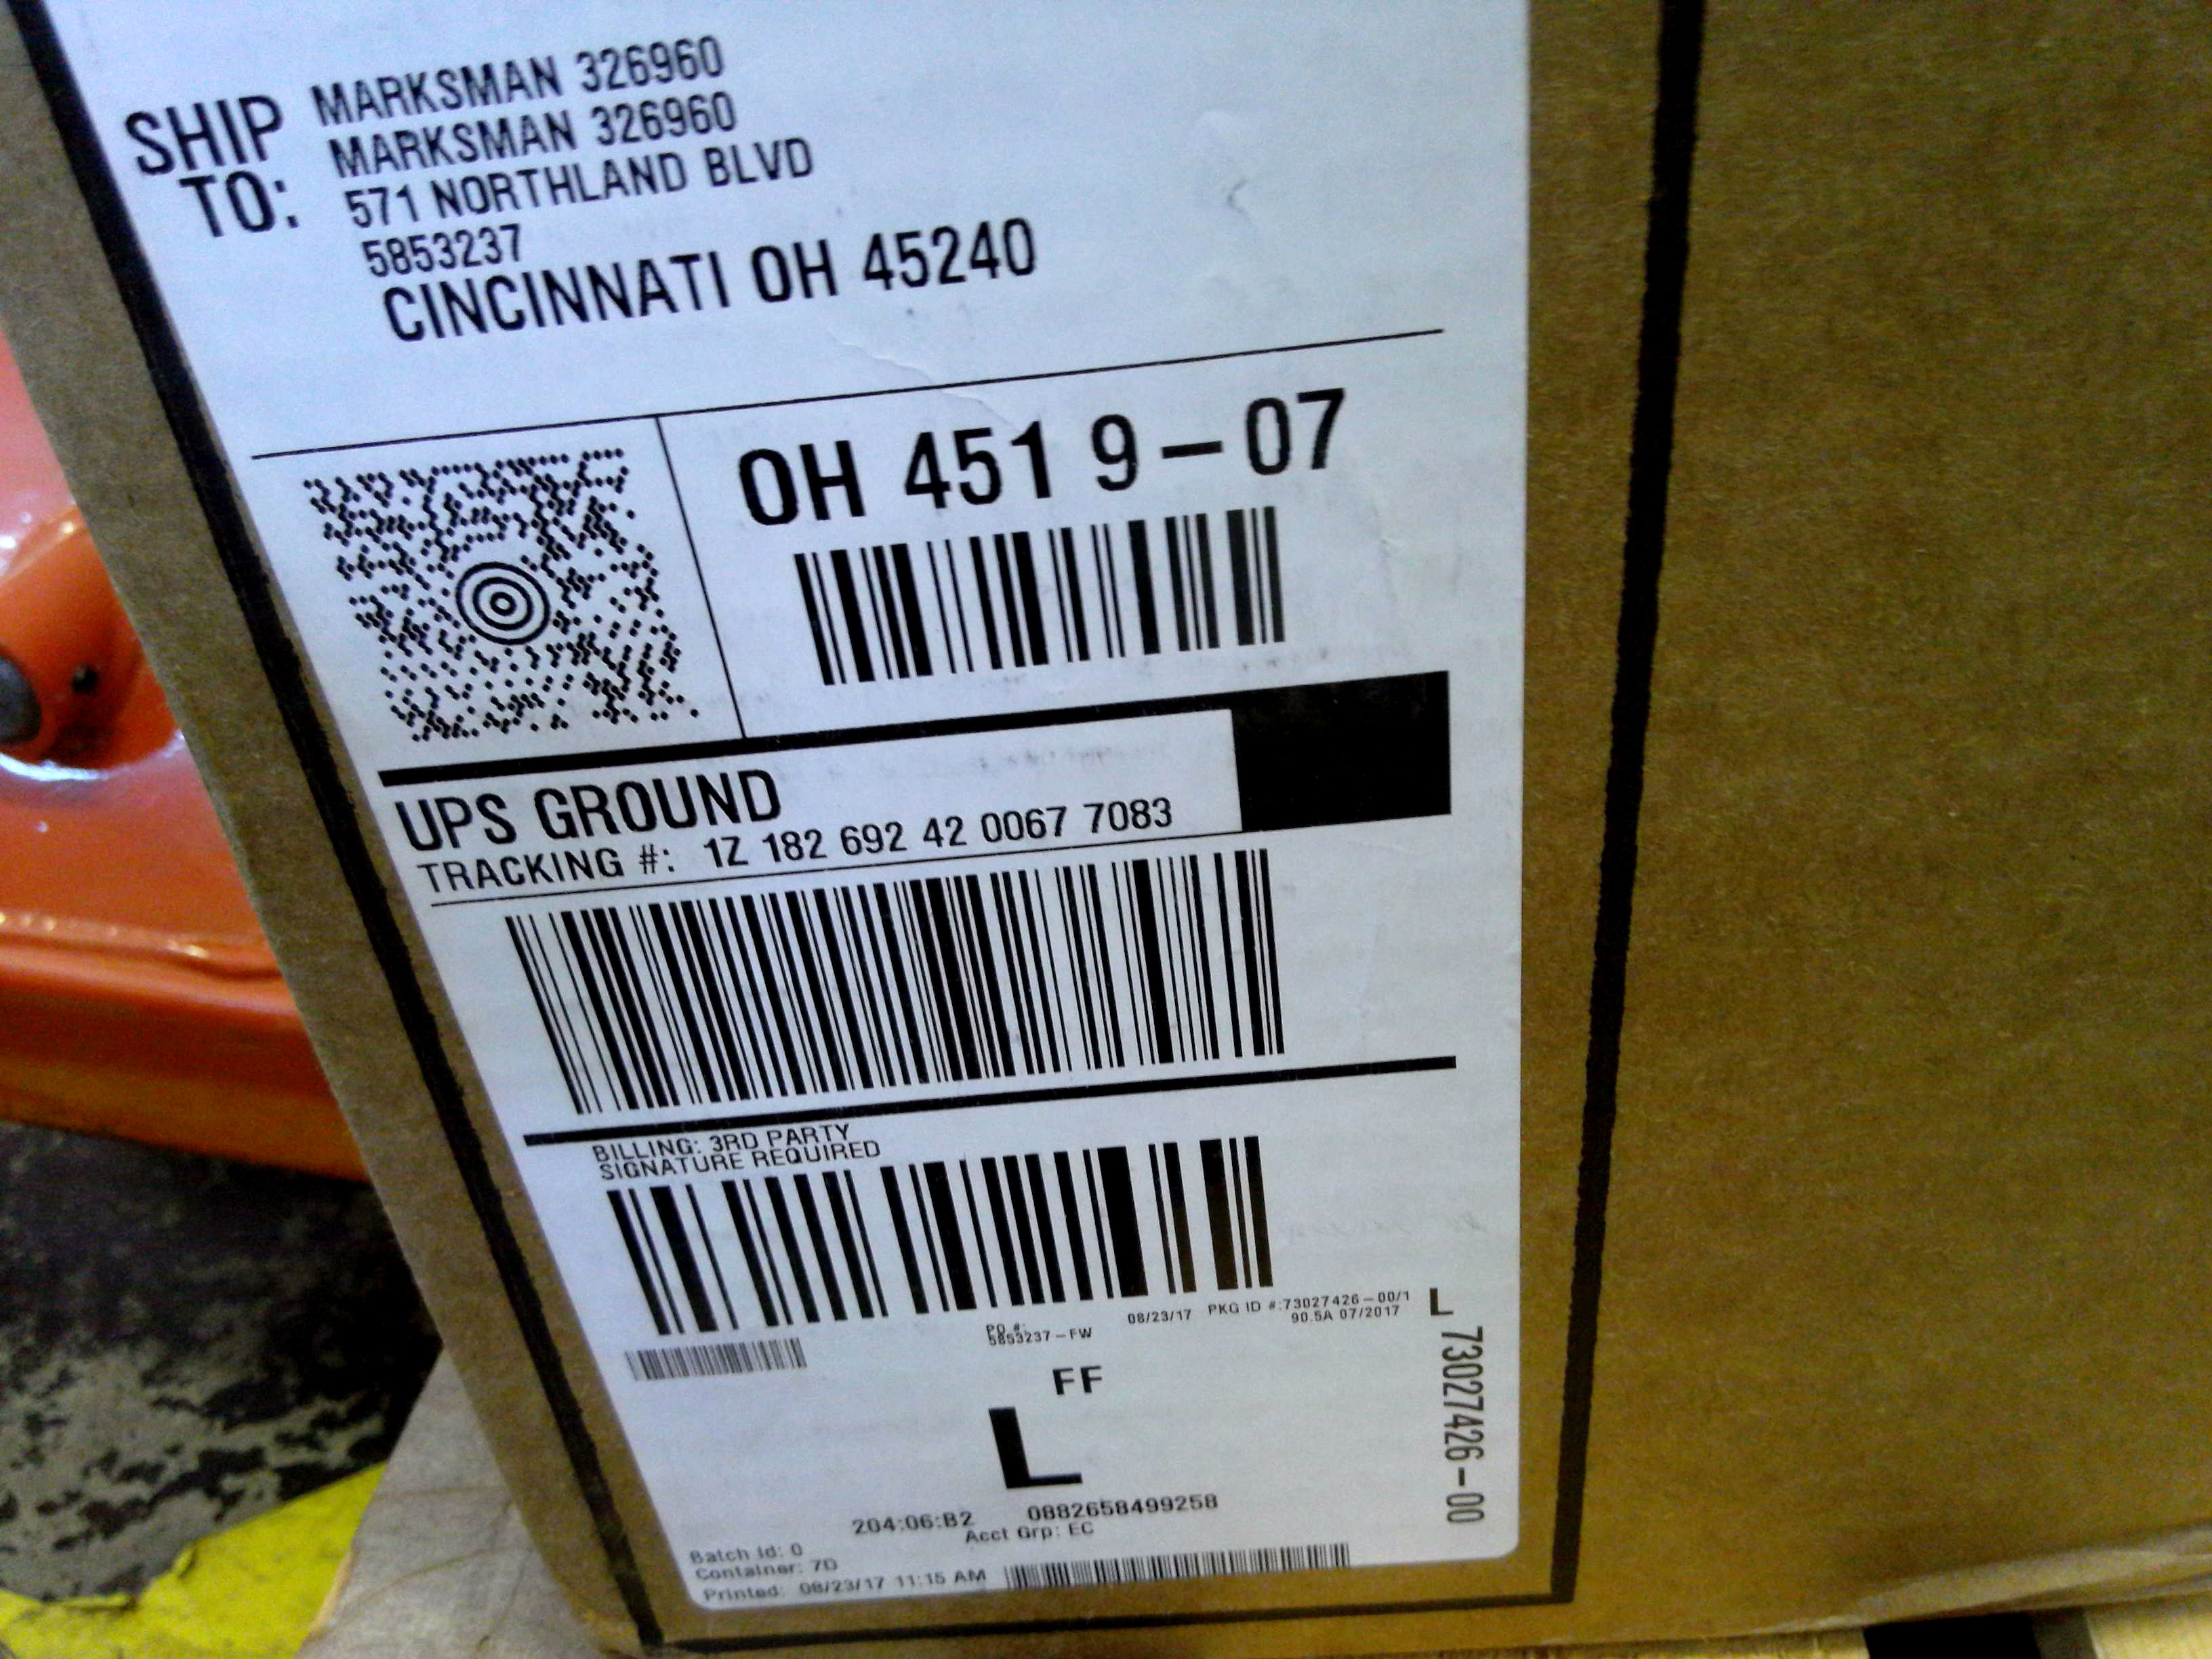 SHIP TO:
MARKSMAN 326960
MARKSMAN 326960
571 NORTHLAND BLVD
5853237
CINCINNATI OH 45240
OH 451 9-07
UPS GROUND
TRACKING #: 1Z 182 692 42 0067 7083
BILLING: 3RD PARTY
SIGNATURE REQUIRED
PO #:
5853237-FW
08/23/17 PKG ID #:73027426-00/1
90.5A 07/2017
L 73027426-00
FF
L
204:06:B2 0882658499258
Acct Grp: EC
Batch Id: 0
Container: 7D
Printed: 08/23/17 11:15 AM